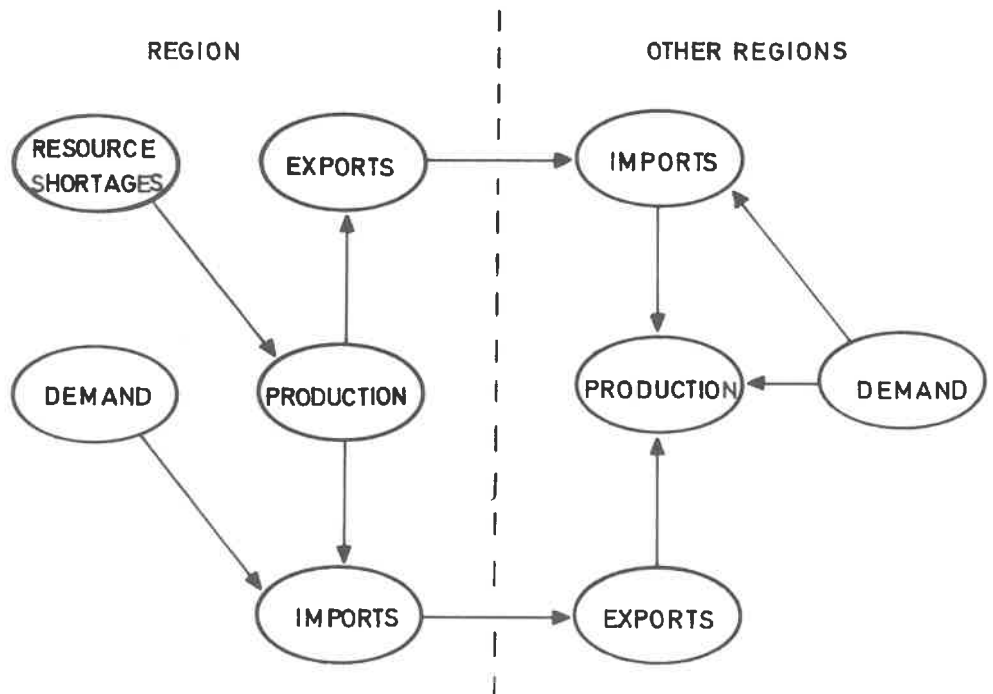 REGION
OTHER REGIONS
RESOURCE
SHORTAGES
EXPORTS
IMPORTS
DEMAND
PRODUCTION
PRODUCTION
DEMAND
IMPORTS
EXPORTS